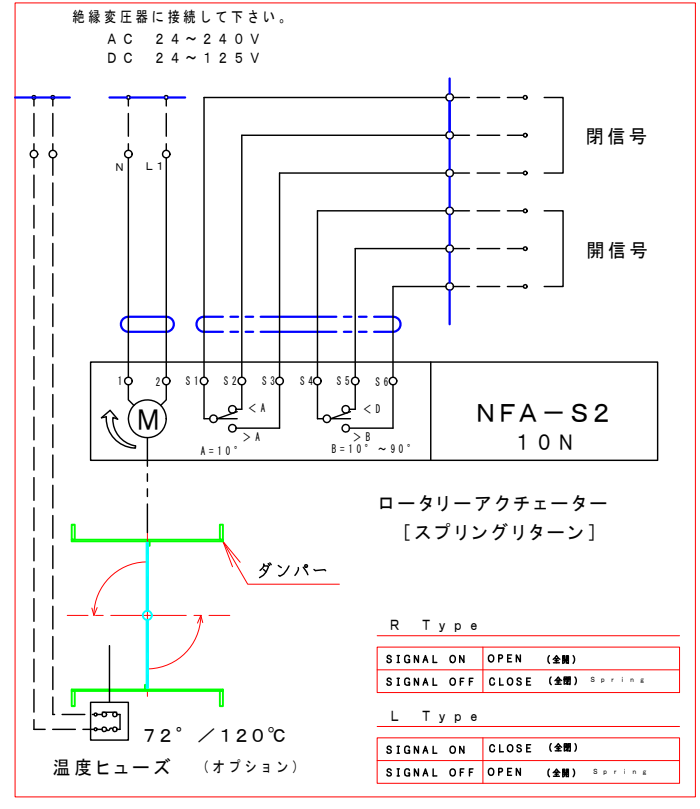 絶縁変圧器に接続して下さい。
AC 24～240V
DC 24～125V
N L1
閉信号
開信号
1 2 S1 S2 S3 S4 S5 S6
M
<A
>A
A=10°
<D
>B
B=10°～90°
NFA－S2
10N
ロータリーアクチェーター
[スプリングリターン]
ダンパー
R Type
SIGNAL ON OPEN (全開)
SIGNAL OFF CLOSE (全閉) Spring
L Type
SIGNAL ON CLOSE (全閉)
SIGNAL OFF OPEN (全開) Spring
72°／120℃
温度ヒューズ (オプション)